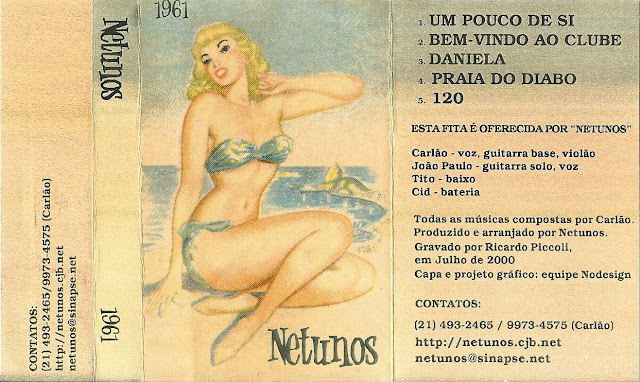 CONTATOS:
(21) 493-2465/9973-4575 (Carlão)
http://netunos.cjb.net
netunos@sinapse.net
Netunos
1961
1961
Netunos
1. UM POUCO DE SI
2. BEM-VINDO AO CLUBE
3. DANIELA
4. PRAIA DO DIABO
5. 120
ESTA FITA É OFERECIDA POR "NETUNOS"
Carlão - voz, guitarra base, violão
João Paulo - guitarra solo, voz
Tito - baixo
Cid - bateria
Todas as músicas compostas por Carlão.
Produzido e arranjado por Netunos.
Gravado por Ricardo Piccoli,
em Julho de 2000
Capa e projeto gráfico: equipe Nodesign
CONTATOS:
(21) 493-2465 / 9973-4575 (Carlão)
http://netunos.cjb.net
netunos@sinapse.net